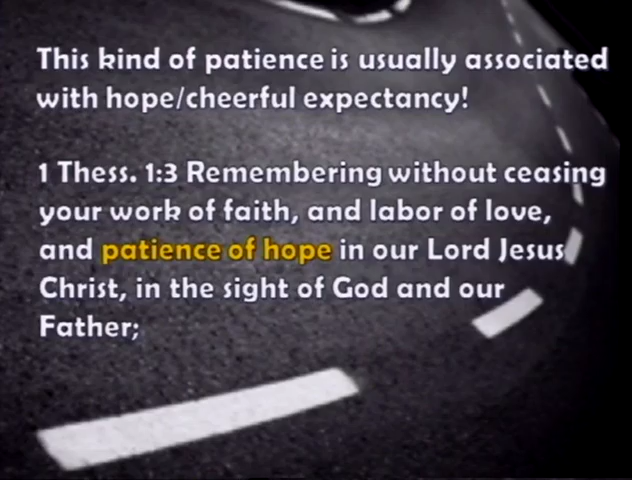 This kind of patience is usually associated
with hope/cheerful expectancy!
1 Thess. 1:3 Remembering without ceasing
your work of faith, and labor of love,
and patience of hope in our Lord Jesus
Christ, in the sight of God and our
Father;